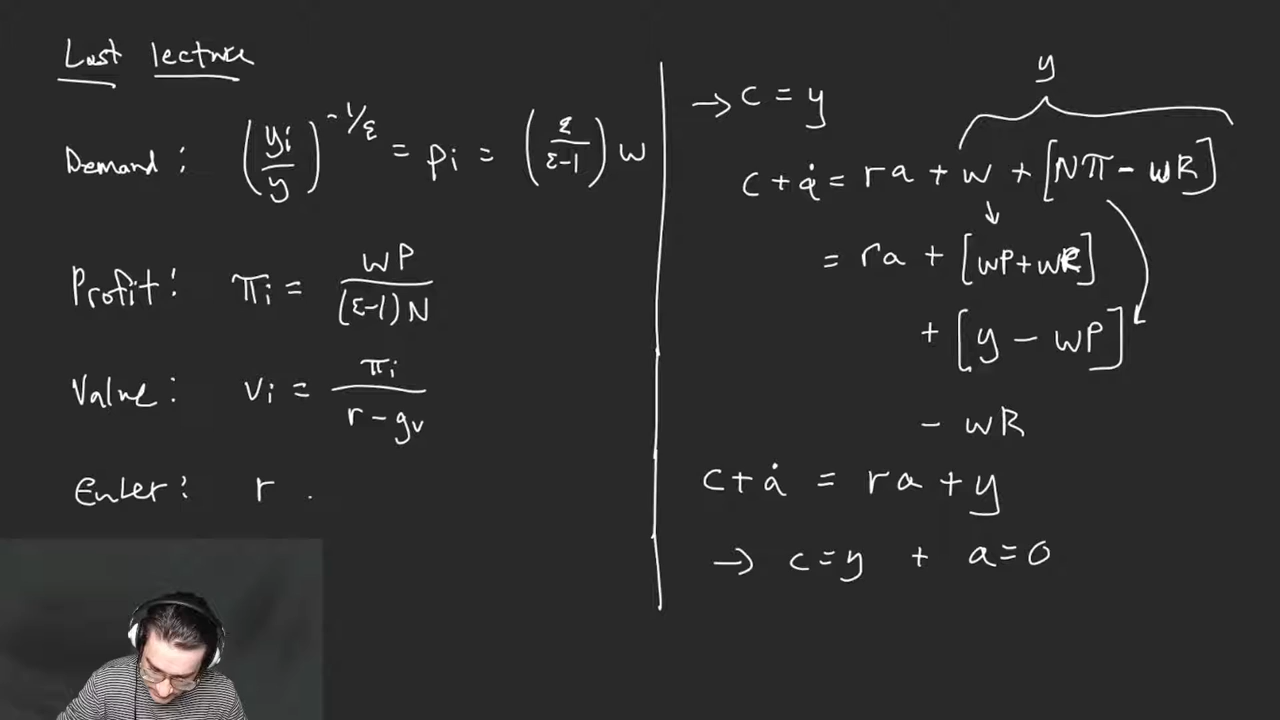 Last lecture
Demand: (yi/y)^(-1/ε) = pi = (ε/(ε-1)) w
Profit: πi = wP/((ε-1)N)
Value: vi = πi/(r - gv)
Euler: r .
→ c = y
y
c + ȧ = ra + w + [Nπ - wR]
= ra + [wP + wR]
+ [y - wP]
- wR
c + ȧ = ra + y
→ c = y + a = 0